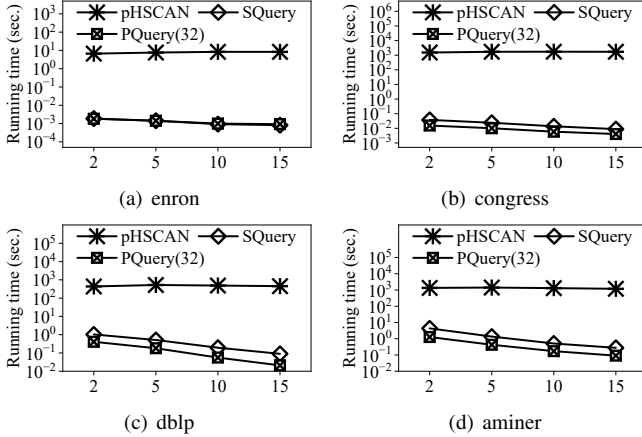 pHSCAN SQuery
PQuery(32)
Running time (sec.)
10³
10²
10¹
10⁰
10⁻¹
10⁻²
10⁻³
10⁻⁴
2 5 10 15
(a) enron
pHSCAN SQuery
PQuery(32)
Running time (sec.)
10⁶
10⁵
10⁴
10³
10²
10¹
10⁰
10⁻¹
10⁻²
10⁻³
2 5 10 15
(b) congress
pHSCAN SQuery
PQuery(32)
Running time (sec.)
10⁵
10⁴
10³
10²
10¹
10⁰
10⁻¹
10⁻²
2 5 10 15
(c) dblp
pHSCAN SQuery
PQuery(32)
Running time (sec.)
10⁵
10⁴
10³
10²
10¹
10⁰
10⁻¹
10⁻²
2 5 10 15
(d) aminer